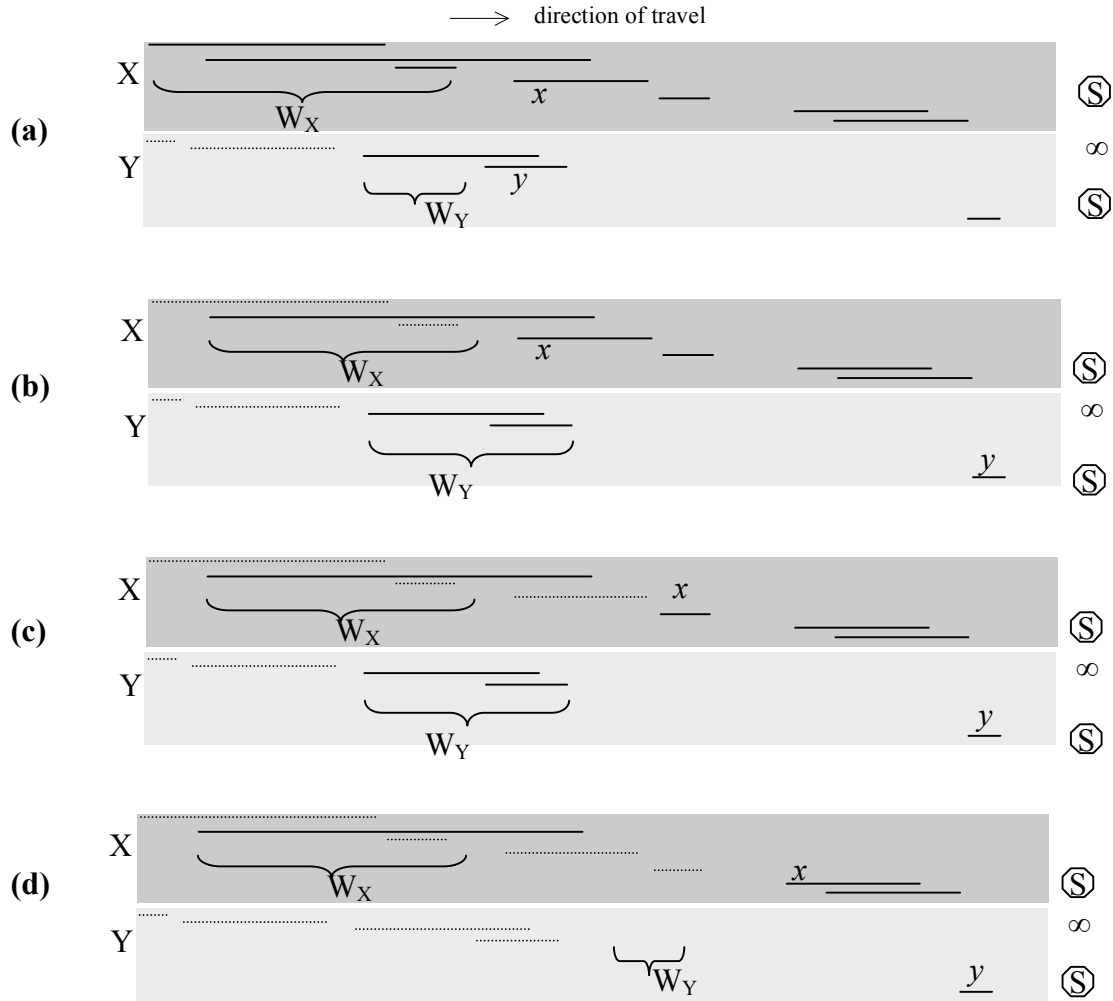 direction of travel
(a)
X
x
W_X
S
∞
Y
y
W_Y
S
(b)
X
x
W_X
S
∞
Y
W_Y
y
S
(c)
X
x
W_X
S
∞
Y
W_Y
y
S
(d)
X
x
W_X
S
∞
Y
W_Y
y
S